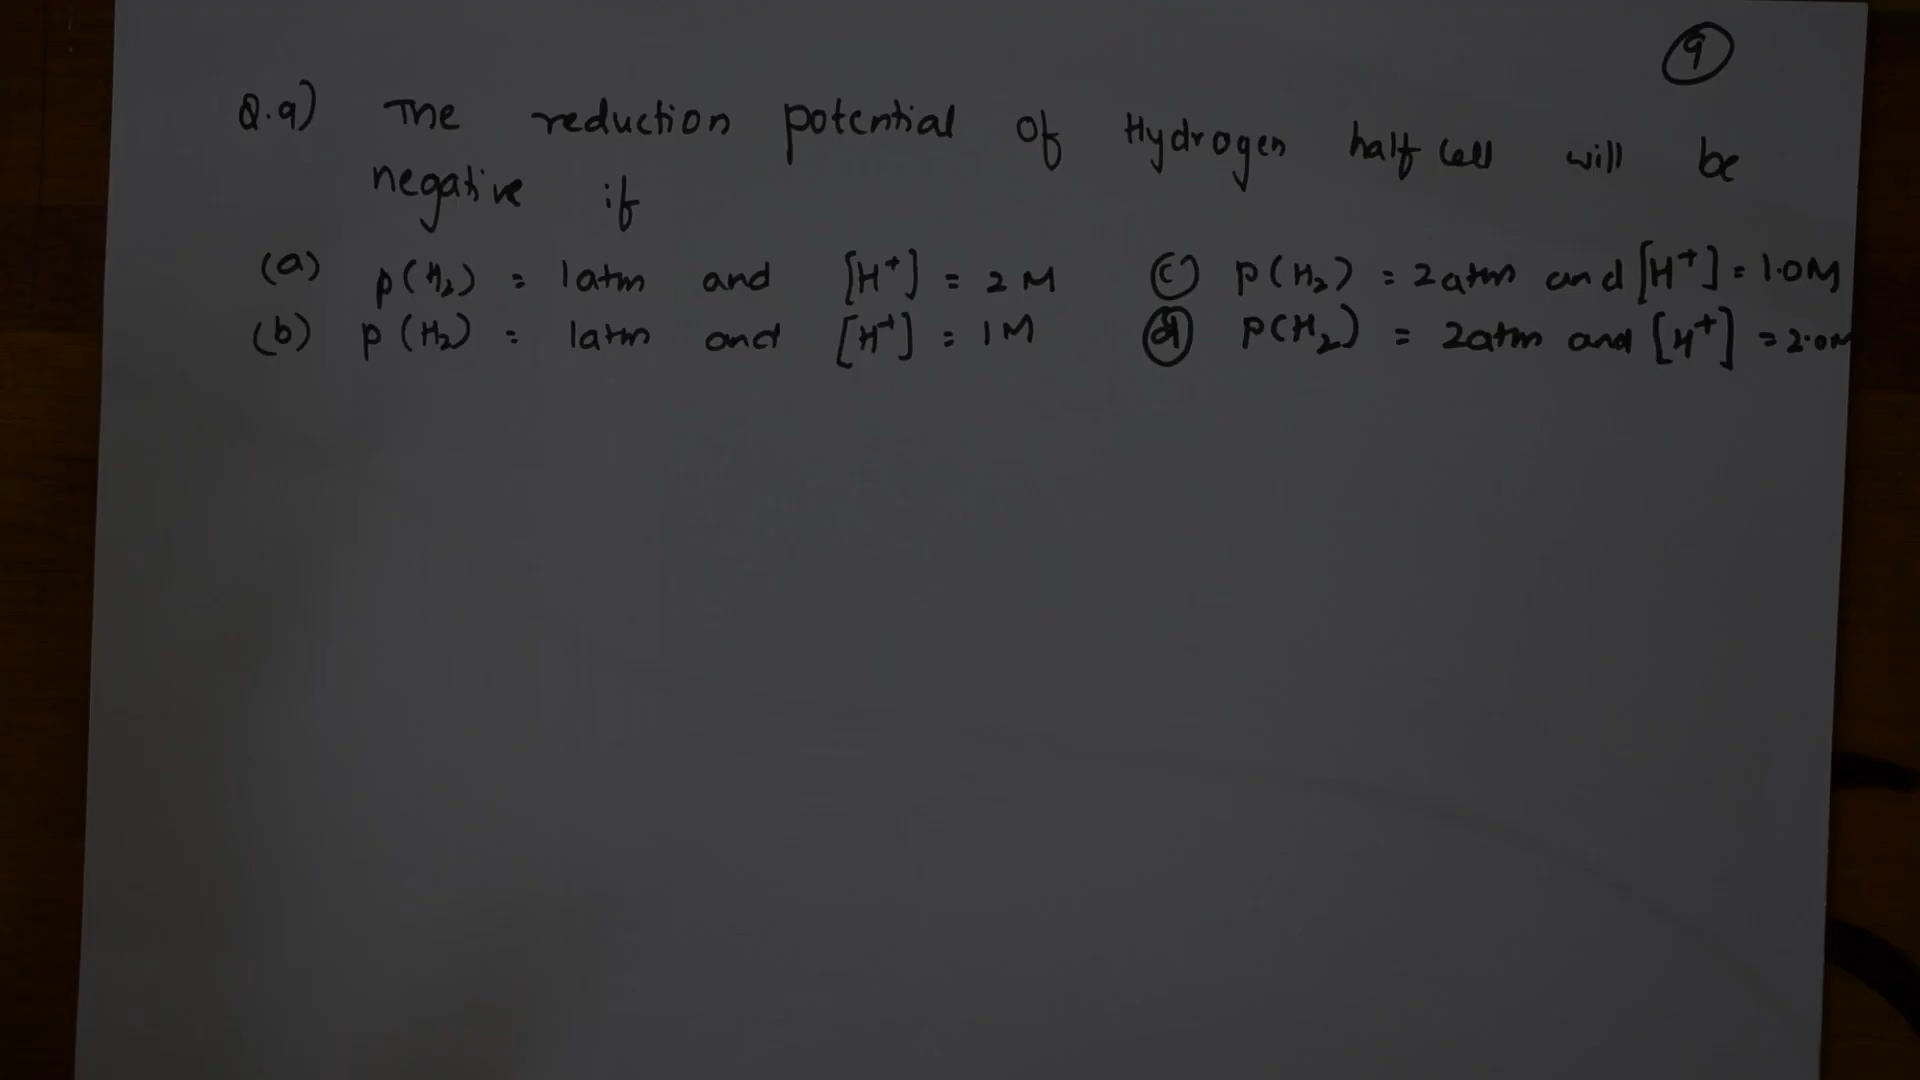 9
Q.9) The reduction potential of Hydrogen half cell will be
negative if
(a) p(H₂) = 1atm and [H⁺] = 2 M
(b) p(H₂) = 1atm and [H⁺] = 1M
(c) p(H₂) = 2atm and [H⁺] = 1.0M
(d) p(H₂) = 2atm and [H⁺] = 2.0M